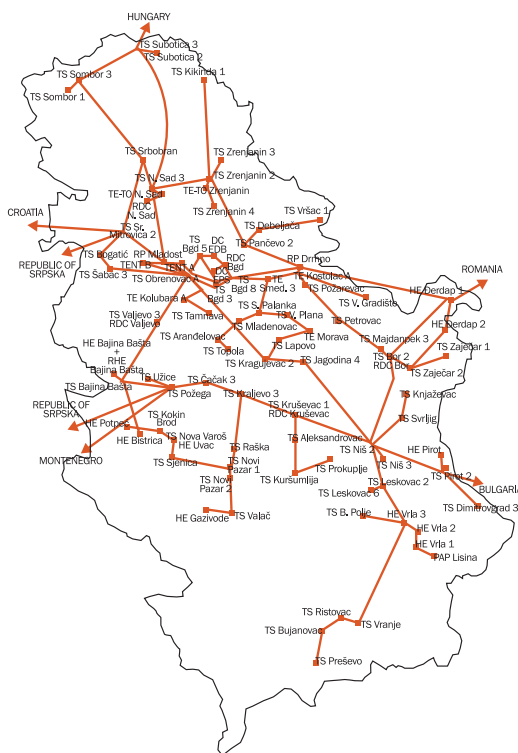 HUNGARY
TS Subotica 3
TS Subotica 2
TS Sombor 3
TS Kikinda 1
TS Sombor 1
TS Srbobran
TS Zrenjanin 3
TS N. Sad 3
TS Zrenjanin 2
TE-TO N. Sad
TE-TO Zrenjanin
RDC
N. Sad
TS Zrenjanin 4
TS Vršac 1
CROATIA
TS Sr.
Mitrovica 2
TS Debeljača
TS Pančevo 2
TS Bogatić
RP Mladost
TS
Bgd 5
DC
EDB
RDC
Bgd
RP Drmno
REPUBLIC OF
SRPSKA
TENT B
TENT A
TS Šabac 3
TS Obrenovac A
DC
EPS
TS
Bgd 8
TS
Smed. 3
TE
Kostolac A
ROMANIA
TS Požarevac
HE Đerdap 1
TE Kolubara A
TS
Bgd 3
TS V. Gradište
TS Valjevo 3
RDC Valjevo
TS Tamnava
TS S. Palanka
TS V. Plana
TS Petrovac
HE Đerdap 2
TS Mladenovac
TE Morava
TS Majdanpek 3
HE Bajina Bašta
+
RHE
Bajina Bašta
TS Aranđelovac
TS Topola
TS Lapovo
TS Bor 2
RDC Bor
TS Zaječar 1
TS Kragujevac 2
TS Jagodina 4
TS Zaječar 2
TS Bajina Bašta
TS Užice
TS Požega
TS Čačak 3
TS Kraljevo 3
TS Knjaževac
REPUBLIC OF
SRPSKA
TS Kruševac 1
RDC Kruševac
TS Svrljig
HE Potpeć
TS Kokin
Brod
HE Bistrica
TS Nova Varoš
HE Uvac
TS Aleksandrovac
TS Niš 2
HE Pirot
MONTENEGRO
TS Sjenica
TS Raška
TS Novi
Pazar 1
TS Prokuplje
TS Niš 3
TS Pirot 2
TS Kuršumlija
TS Novi
Pazar 2
TS Leskovac 2
TS Leskovac 6
BULGARIA
HE Gazivode
TS Valač
TS B. Polje
HE Vrla 3
TS Dimitrovgrad 3
HE Vrla 2
HE Vrla 1
PAP Lisina
TS Ristovac
TS Vranje
TS Bujanovac
TS Preševo